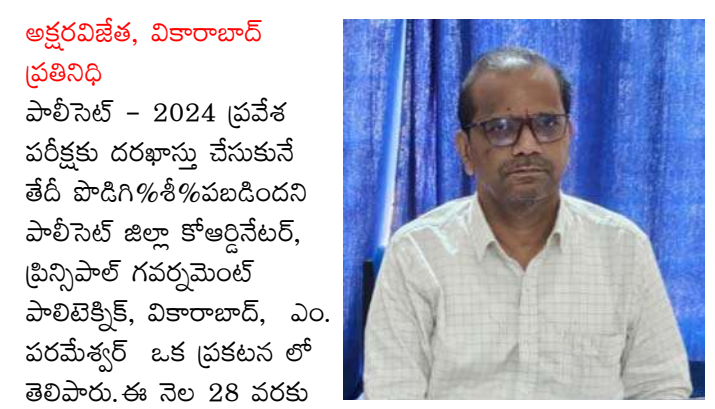 అక్షరవిజేత, వికారాబాద్
ప్రతినిధి
పాలీసెట్ – 2024 ప్రవేశ
పరీక్షకు దరఖాస్తు చేసుకునే
తేదీ పొడిగి%శీ%పబడిందని
పాలీసెట్ జిల్లా కోఆర్డినేటర్,
ప్రిన్సిపాల్ గవర్నమెంట్
పాలిటెక్నిక్, వికారాబాద్, ఎం.
పరమేశ్వర్ ఒక ప్రకటన లో
తెలిపారు.ఈ నెల 28 వరకు